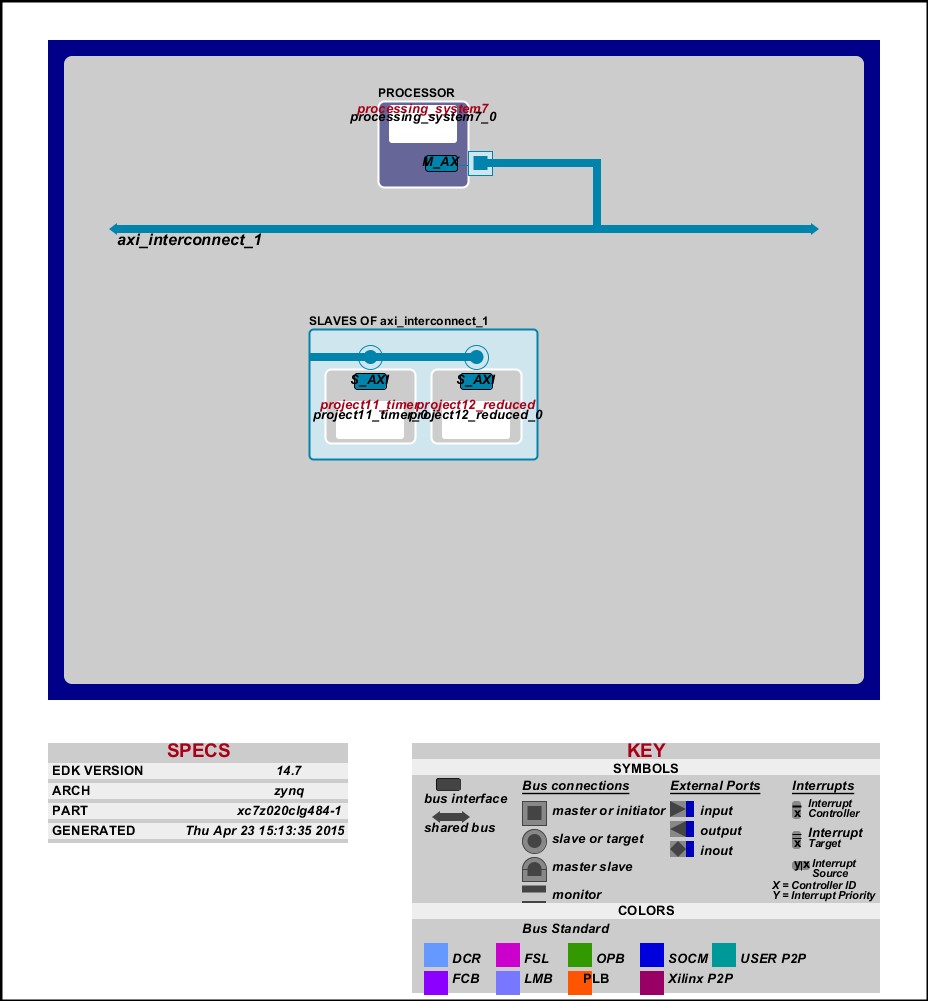 PROCESSOR
processing_system7
processing_system7_0
M_AXI
axi_interconnect_1
SLAVES OF axi_interconnect_1
S_AXI S_AXI
project11_timer project12_reduced
project11_timer_0 project12_reduced_0
SPECS
EDK VERSION 14.7
ARCH zynq
PART xc7z020clg484-1
GENERATED Thu Apr 23 15:13:35 2015
KEY
SYMBOLS
bus interface
shared bus
Bus connections
master or initiator
slave or target
master slave
monitor
External Ports
input
output
inout
Interrupts
x
Interrupt
Controller
x
Interrupt
Target
y x
Interrupt
Source
X = Controller ID
Y = Interrupt Priority
COLORS
Bus Standard
DCR FSL OPB SOCM USER P2P
FCB LMB PLB Xilinx P2P